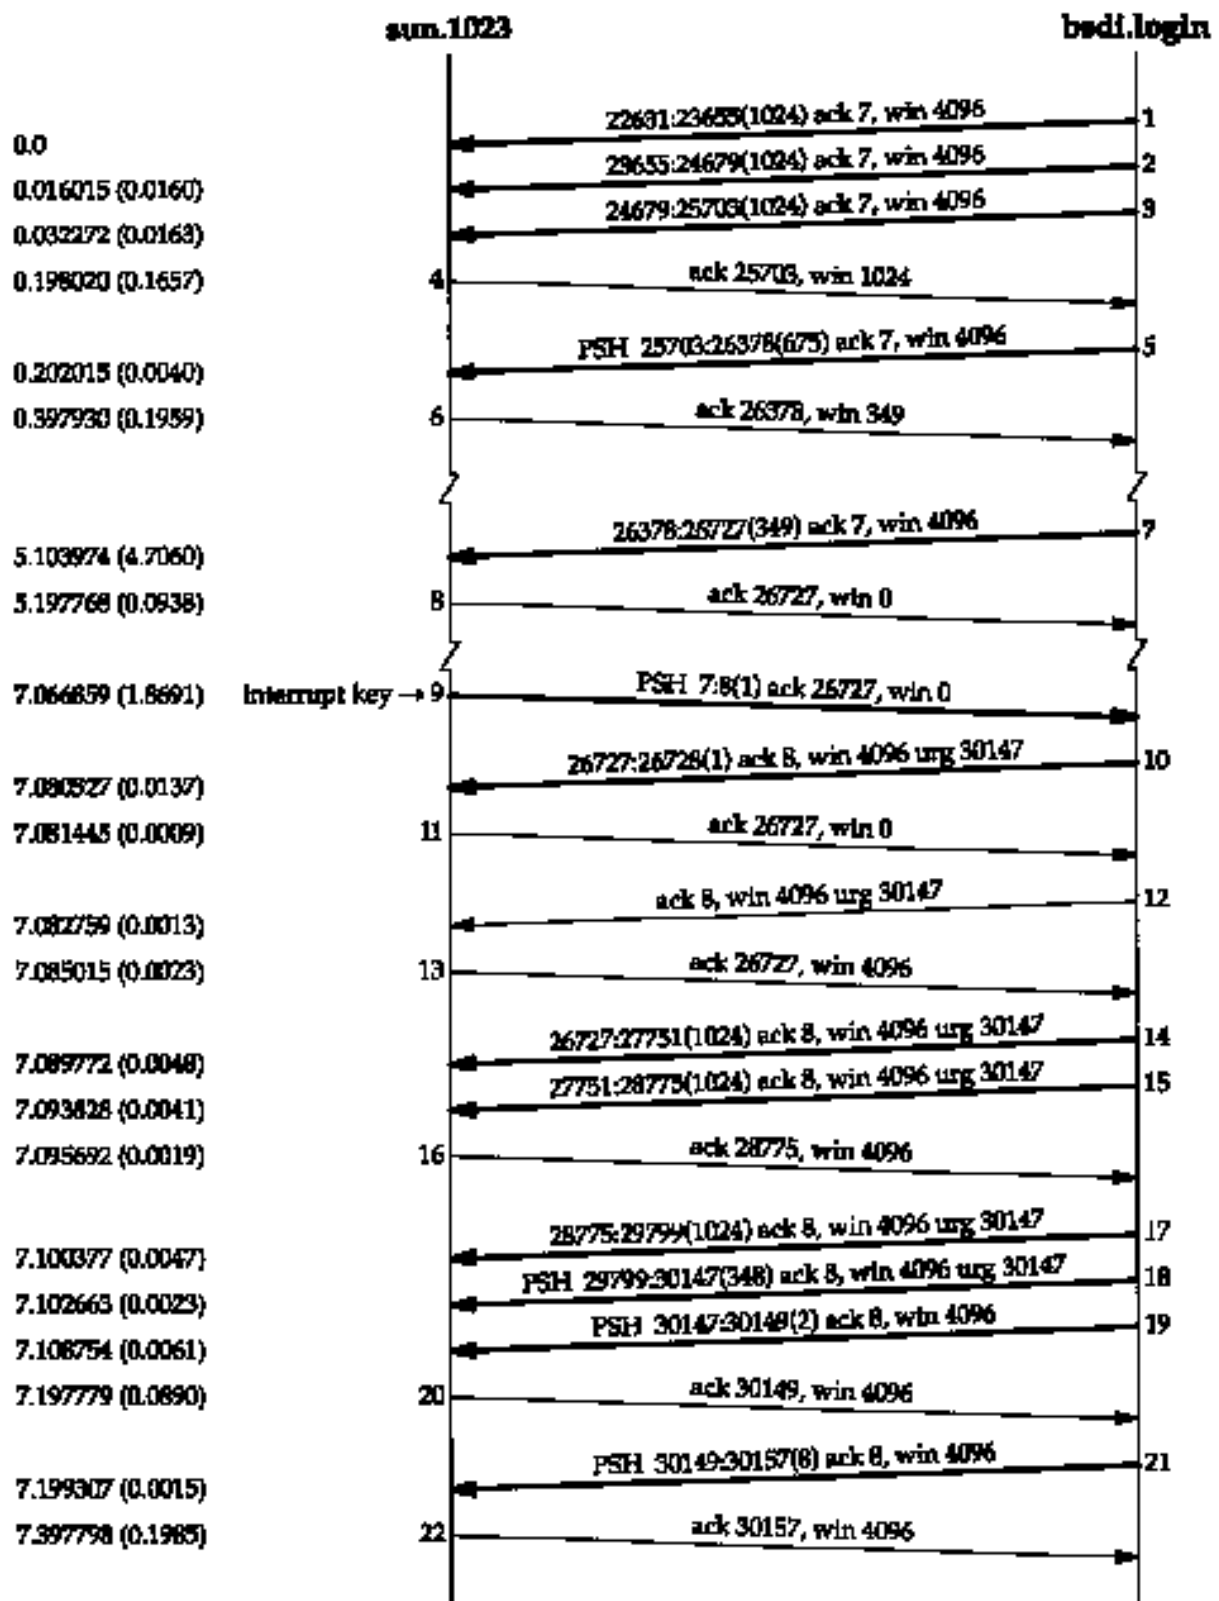 sun.1023 bsdi.login
22631:23655(1024) ack 7, win 4096 1
0.0
23655:24679(1024) ack 7, win 4096 2
0.016015 (0.0160)
24679:25703(1024) ack 7, win 4096 3
0.032272 (0.0163)
0.198020 (0.1657) 4 ack 25703, win 1024
PSH 25703:26378(675) ack 7, win 4096 5
0.202015 (0.0040)
0.397930 (0.1959) 6 ack 26378, win 349
26378:26727(349) ack 7, win 4096 7
5.103974 (4.7060)
5.197768 (0.0938) 8 ack 26727, win 0
7.066859 (1.8691) Interrupt key → 9 PSH 7:8(1) ack 26727, win 0
26727:26728(1) ack 8, win 4096 urg 30147 10
7.080527 (0.0137)
7.081445 (0.0009) 11 ack 26727, win 0
ack 8, win 4096 urg 30147 12
7.082759 (0.0013)
7.085015 (0.0023) 13 ack 26727, win 4096
26727:27751(1024) ack 8, win 4096 urg 30147 14
7.089772 (0.0048)
27751:28775(1024) ack 8, win 4096 urg 30147 15
7.093828 (0.0041)
7.095692 (0.0019) 16 ack 28775, win 4096
28775:29799(1024) ack 8, win 4096 urg 30147 17
7.100377 (0.0047)
PSH 29799:30147(348) ack 8, win 4096 urg 30147 18
7.102663 (0.0023)
PSH 30147:30149(2) ack 8, win 4096 19
7.108754 (0.0061)
7.197779 (0.0890) 20 ack 30149, win 4096
PSH 30149:30157(8) ack 8, win 4096 21
7.199307 (0.0015)
7.397798 (0.1985) 22 ack 30157, win 4096